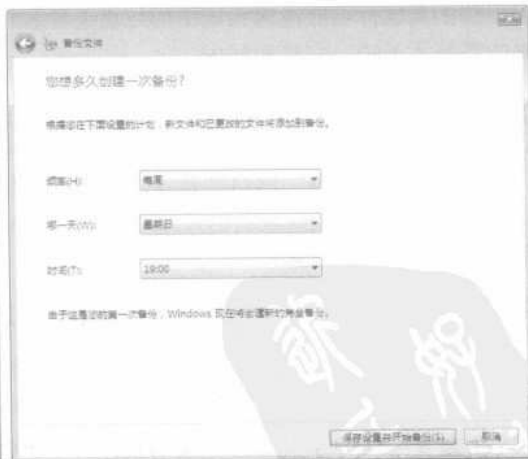 备份文件
您想多久创建一次备份?
根据您在下面设置的计划，新文件和已更改的文件将添加到备份。
频率(H): 每周
哪一天(W): 星期日
时间(T): 19:00
由于这是您的第一次备份，Windows 现在将创建新的完全备份。
保存设置并开始备份(S) 取消